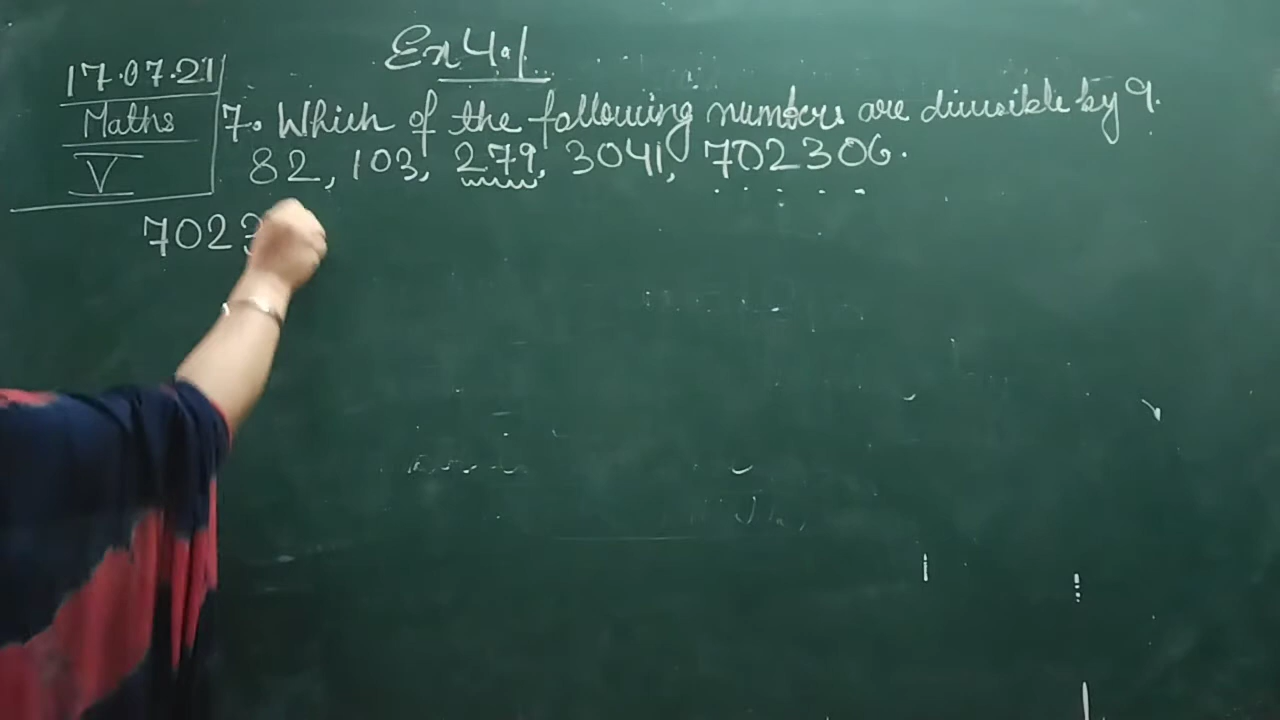 Ex 4.1
17.07.21
Maths
V
7. Which of the following numbers are divisible by 9.
82, 103, 279, 3041, 702306.
7023